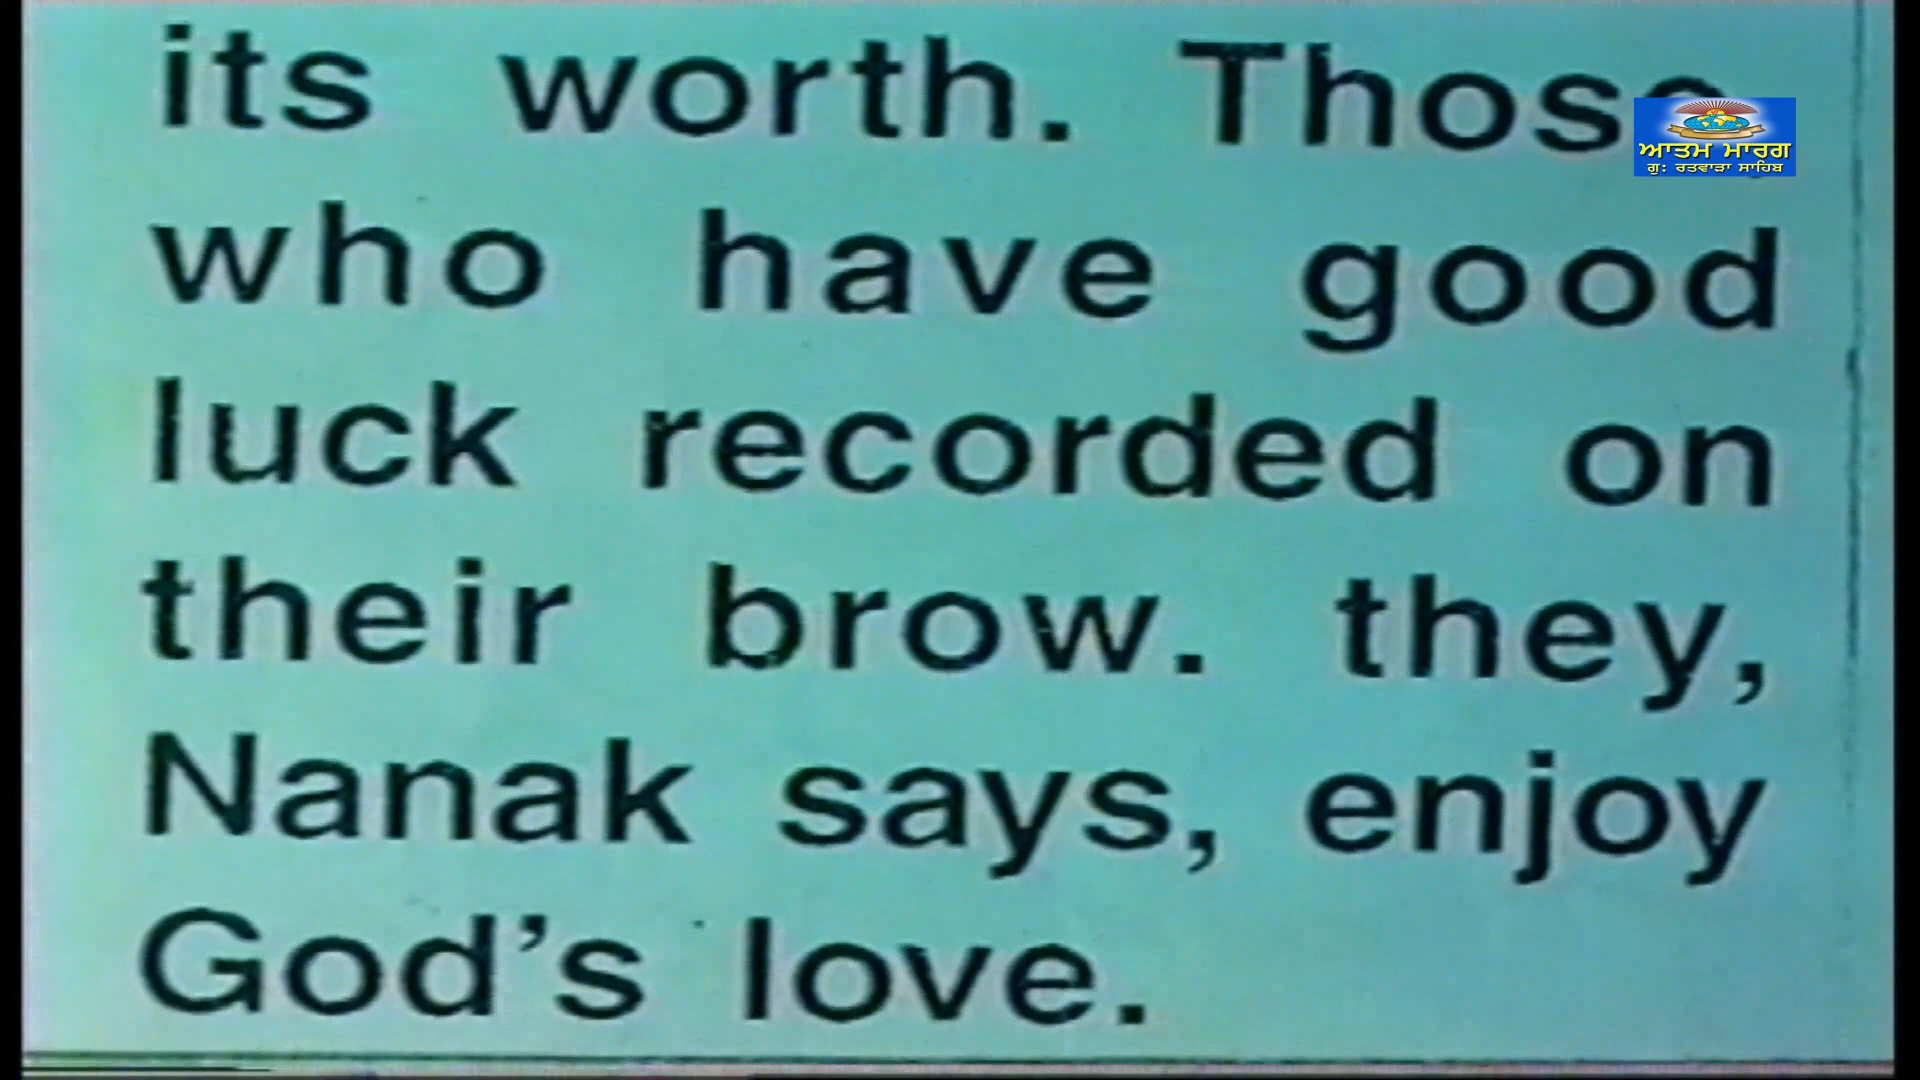 its worth. Those,
who have good
luck recorded on
their brow. they,
Nanak says, enjoy
God's love.
ਆਤਮ ਮਾਰਗ
ਗੁ: ਰਤਵਾੜਾ ਸਾਹਿਬ